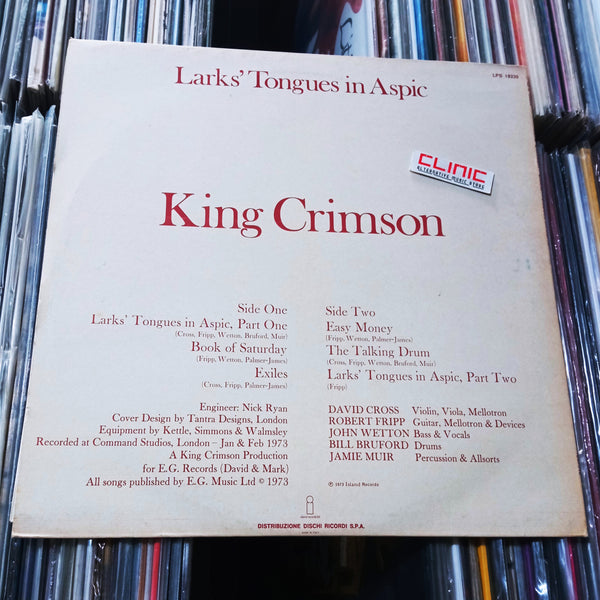 Larks' Tongues in Aspic
CLINIC
ALTERNATIVE MUSIC STORE
King Crimson
Side One
Larks' Tongues in Aspic, Part One
(Cross, Fripp, Wetton, Bruford, Muir)
Book of Saturday
(Fripp, Wetton, Palmer-James)
Exiles
(Cross, Fripp, Palmer-James)
Side Two
Easy Money
(Fripp, Wetton, Palmer-James)
The Talking Drum
(Cross, Fripp, Wetton, Bruford, Muir)
Larks' Tongues in Aspic, Part Two
(Fripp)
Engineer: Nick Ryan
Cover Design by Tantra Designs, London
Equipment by Kettle, Simmons & Walmsley
Recorded at Command Studios, London – Jan & Feb 1973
A King Crimson Production
for E.G. Records (David & Mark)
All songs published by E.G. Music Ltd © 1973
DAVID CROSS Violin, Viola, Mellotron
ROBERT FRIPP Guitar, Mellotron & Devices
JOHN WETTON Bass & Vocals
BILL BRUFORD Drums
JAMIE MUIR Percussion & Allsorts
℗ 1973 Island Records
DISTRIBUZIONE DISCHI RICORDI S.P.A.